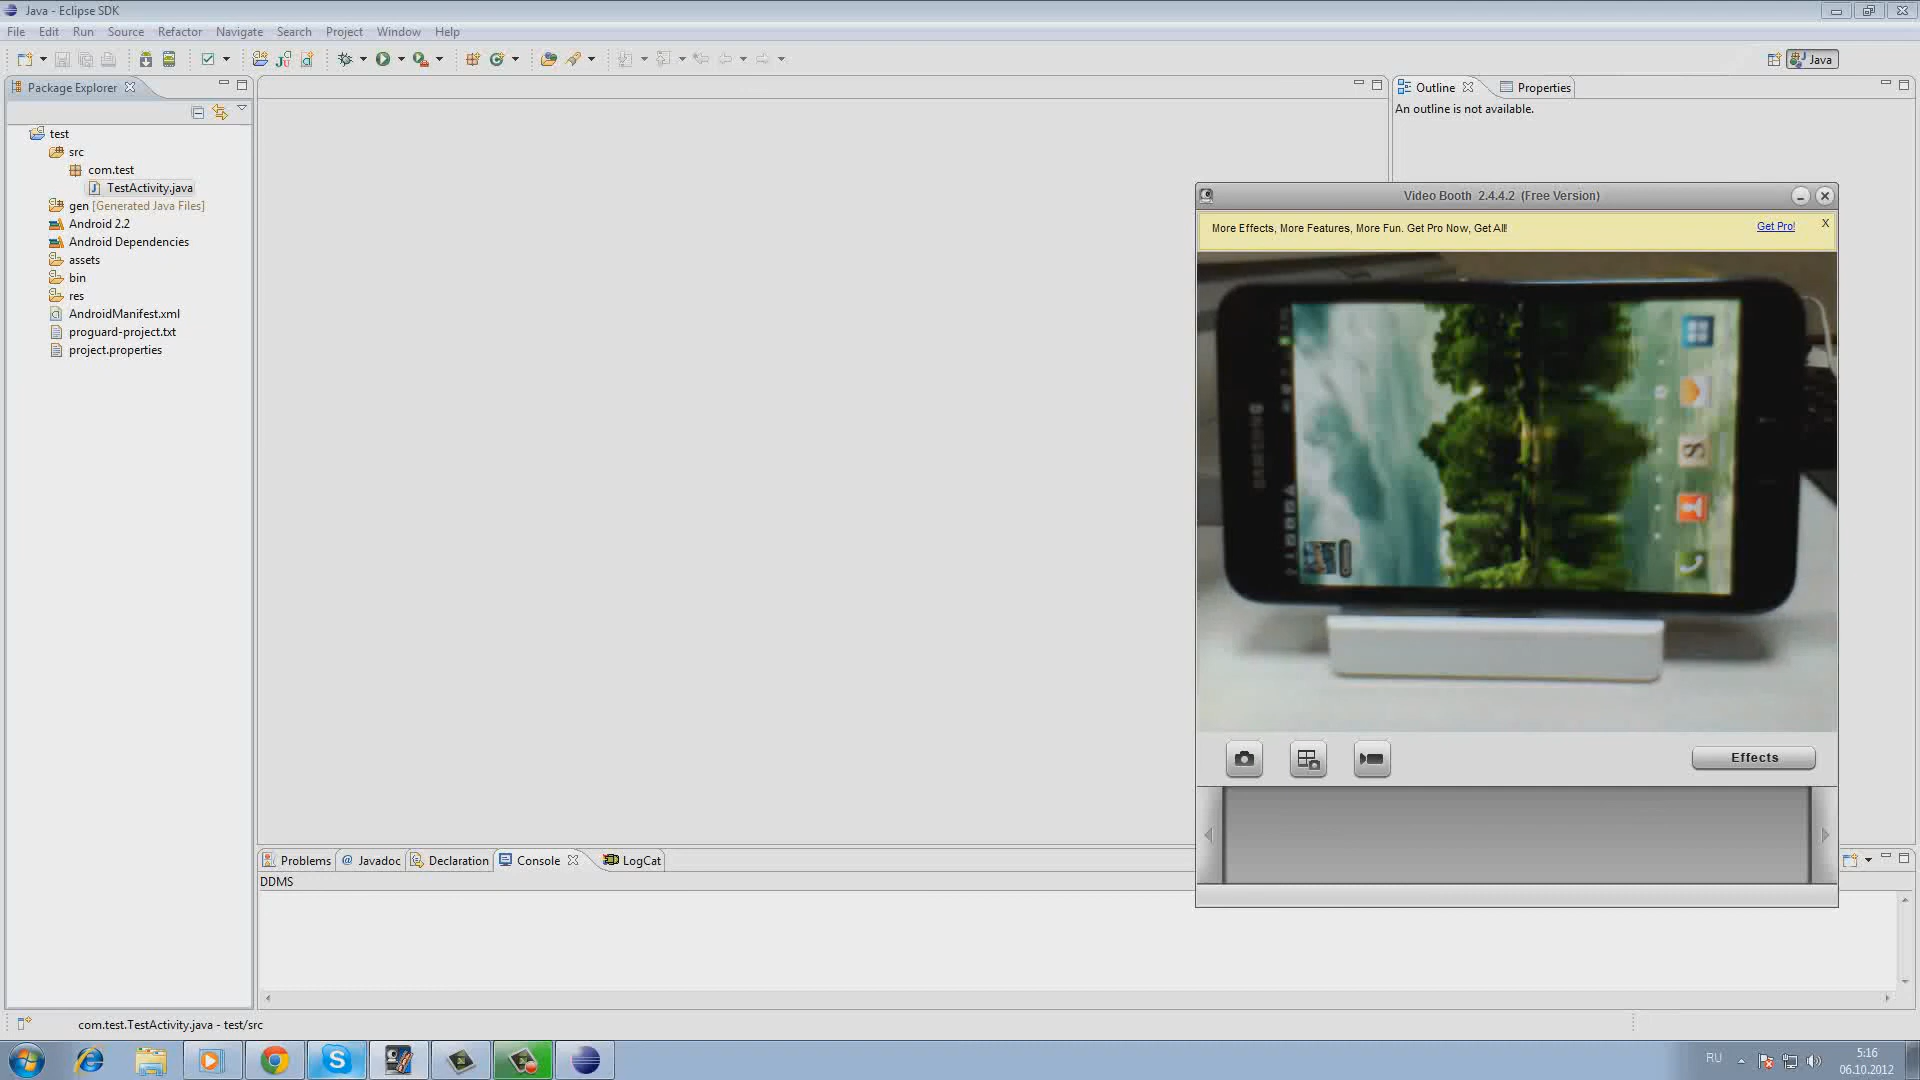 Java - Eclipse SDK
File Edit Run Source Refactor Navigate Search Project Window Help
Java
Package Explorer
Outline Properties
An outline is not available.
test
src
com.test
TestActivity.java
gen [Generated Java Files]
Android 2.2
Android Dependencies
assets
bin
res
AndroidManifest.xml
proguard-project.txt
project.properties
Video Booth 2.4.4.2 (Free Version)
More Effects, More Features, More Fun. Get Pro Now, Get All!
Get Pro!
X
SAMSUNG
Effects
Problems Javadoc Declaration Console LogCat
DDMS
com.test.TestActivity.java - test/src
RU
5:16
06.10.2012